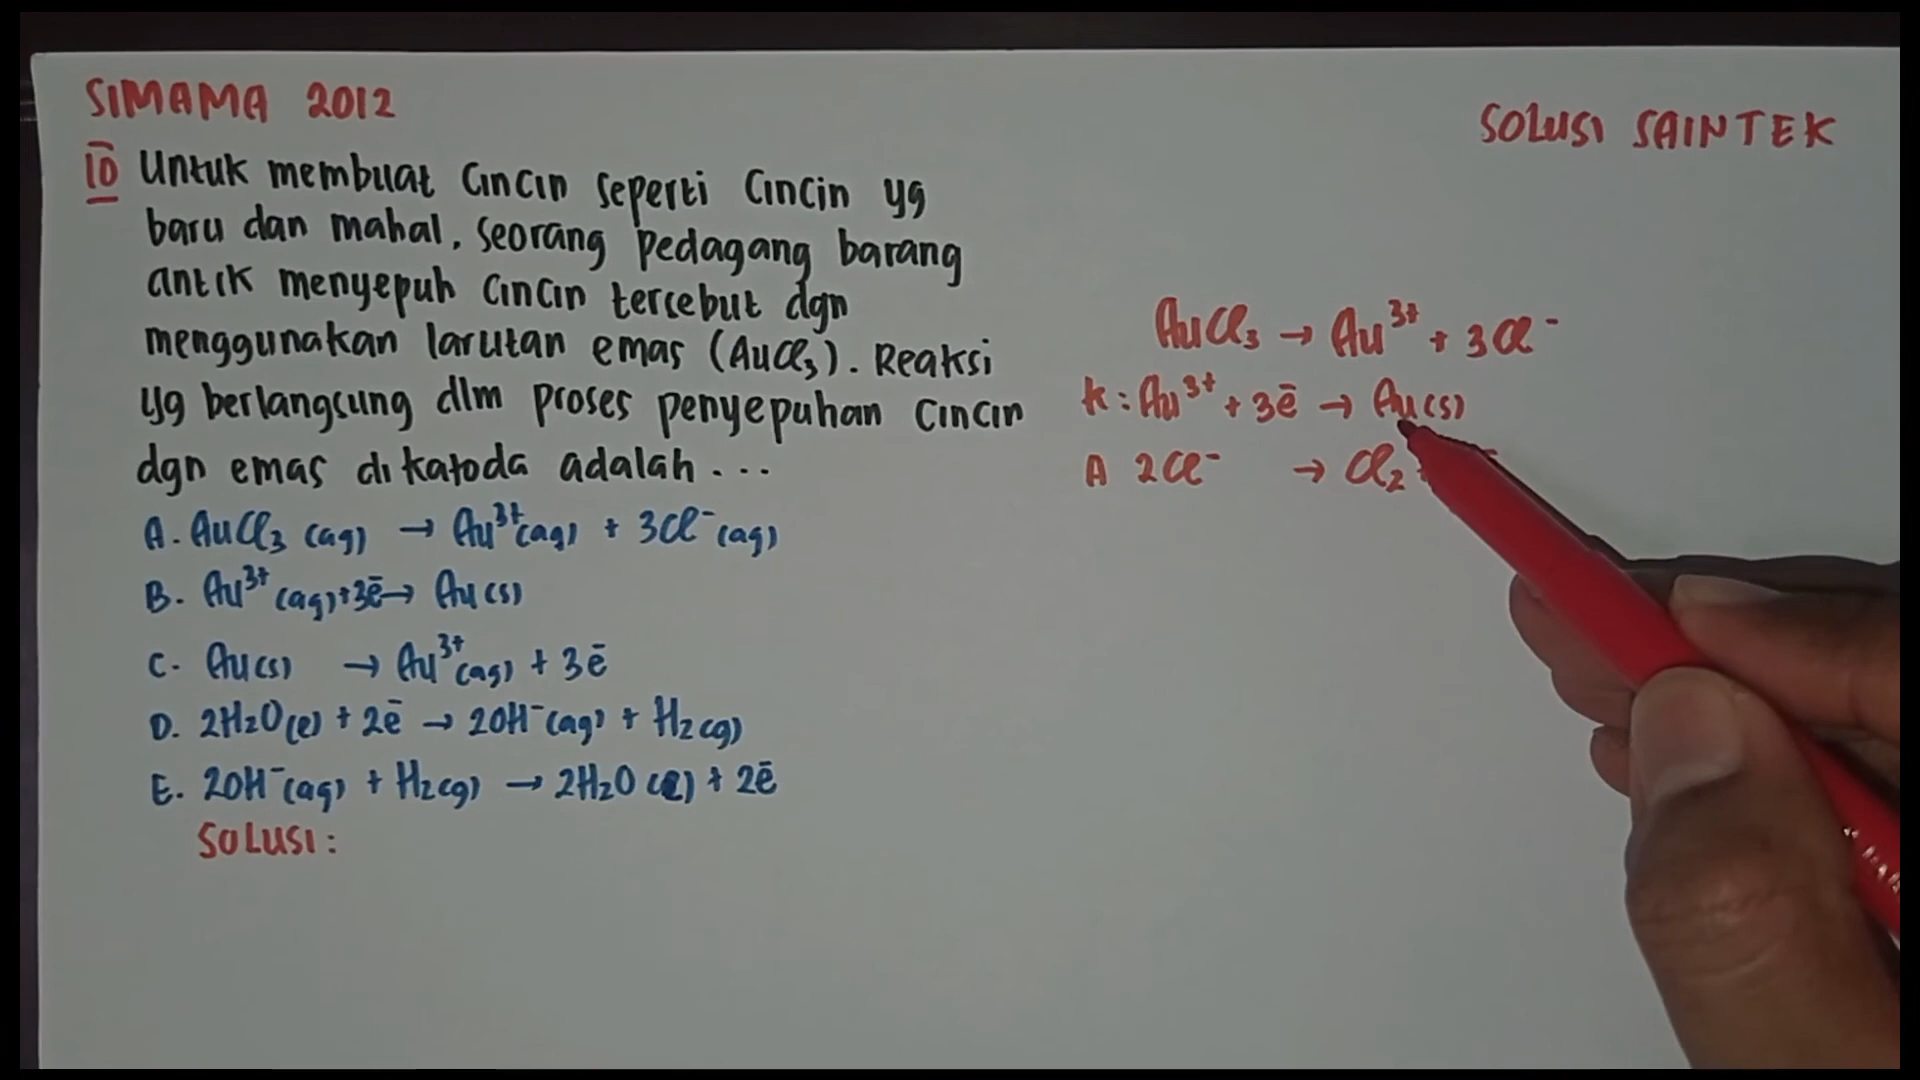 SIMAMA 2012
SOLUSI SAINTEK
10 Untuk membuat cincin seperti cincin yg
baru dan mahal, seorang pedagang barang
antik menyepuh cincin tersebut dgn
menggunakan larutan emas (AuCl₃). Reaksi
yg berlangsung dlm proses penyepuhan cincin
dgn emas di katoda adalah ...
A. AuCl₃ (aq) → Au³⁺(aq) + 3Cl⁻(aq)
B. Au³⁺(aq)+3ē → Au(s)
C. Au(s) → Au³⁺(aq) + 3ē
D. 2H₂O(l) + 2ē → 2OH⁻(aq) + H₂(g)
E. 2OH⁻(aq) + H₂(g) → 2H₂O(l) + 2ē
SOLUSI:
AuCl₃ → Au³⁺ + 3Cl⁻
K: Au³⁺ + 3ē → Au(s)
A 2Cl⁻ → Cl₂